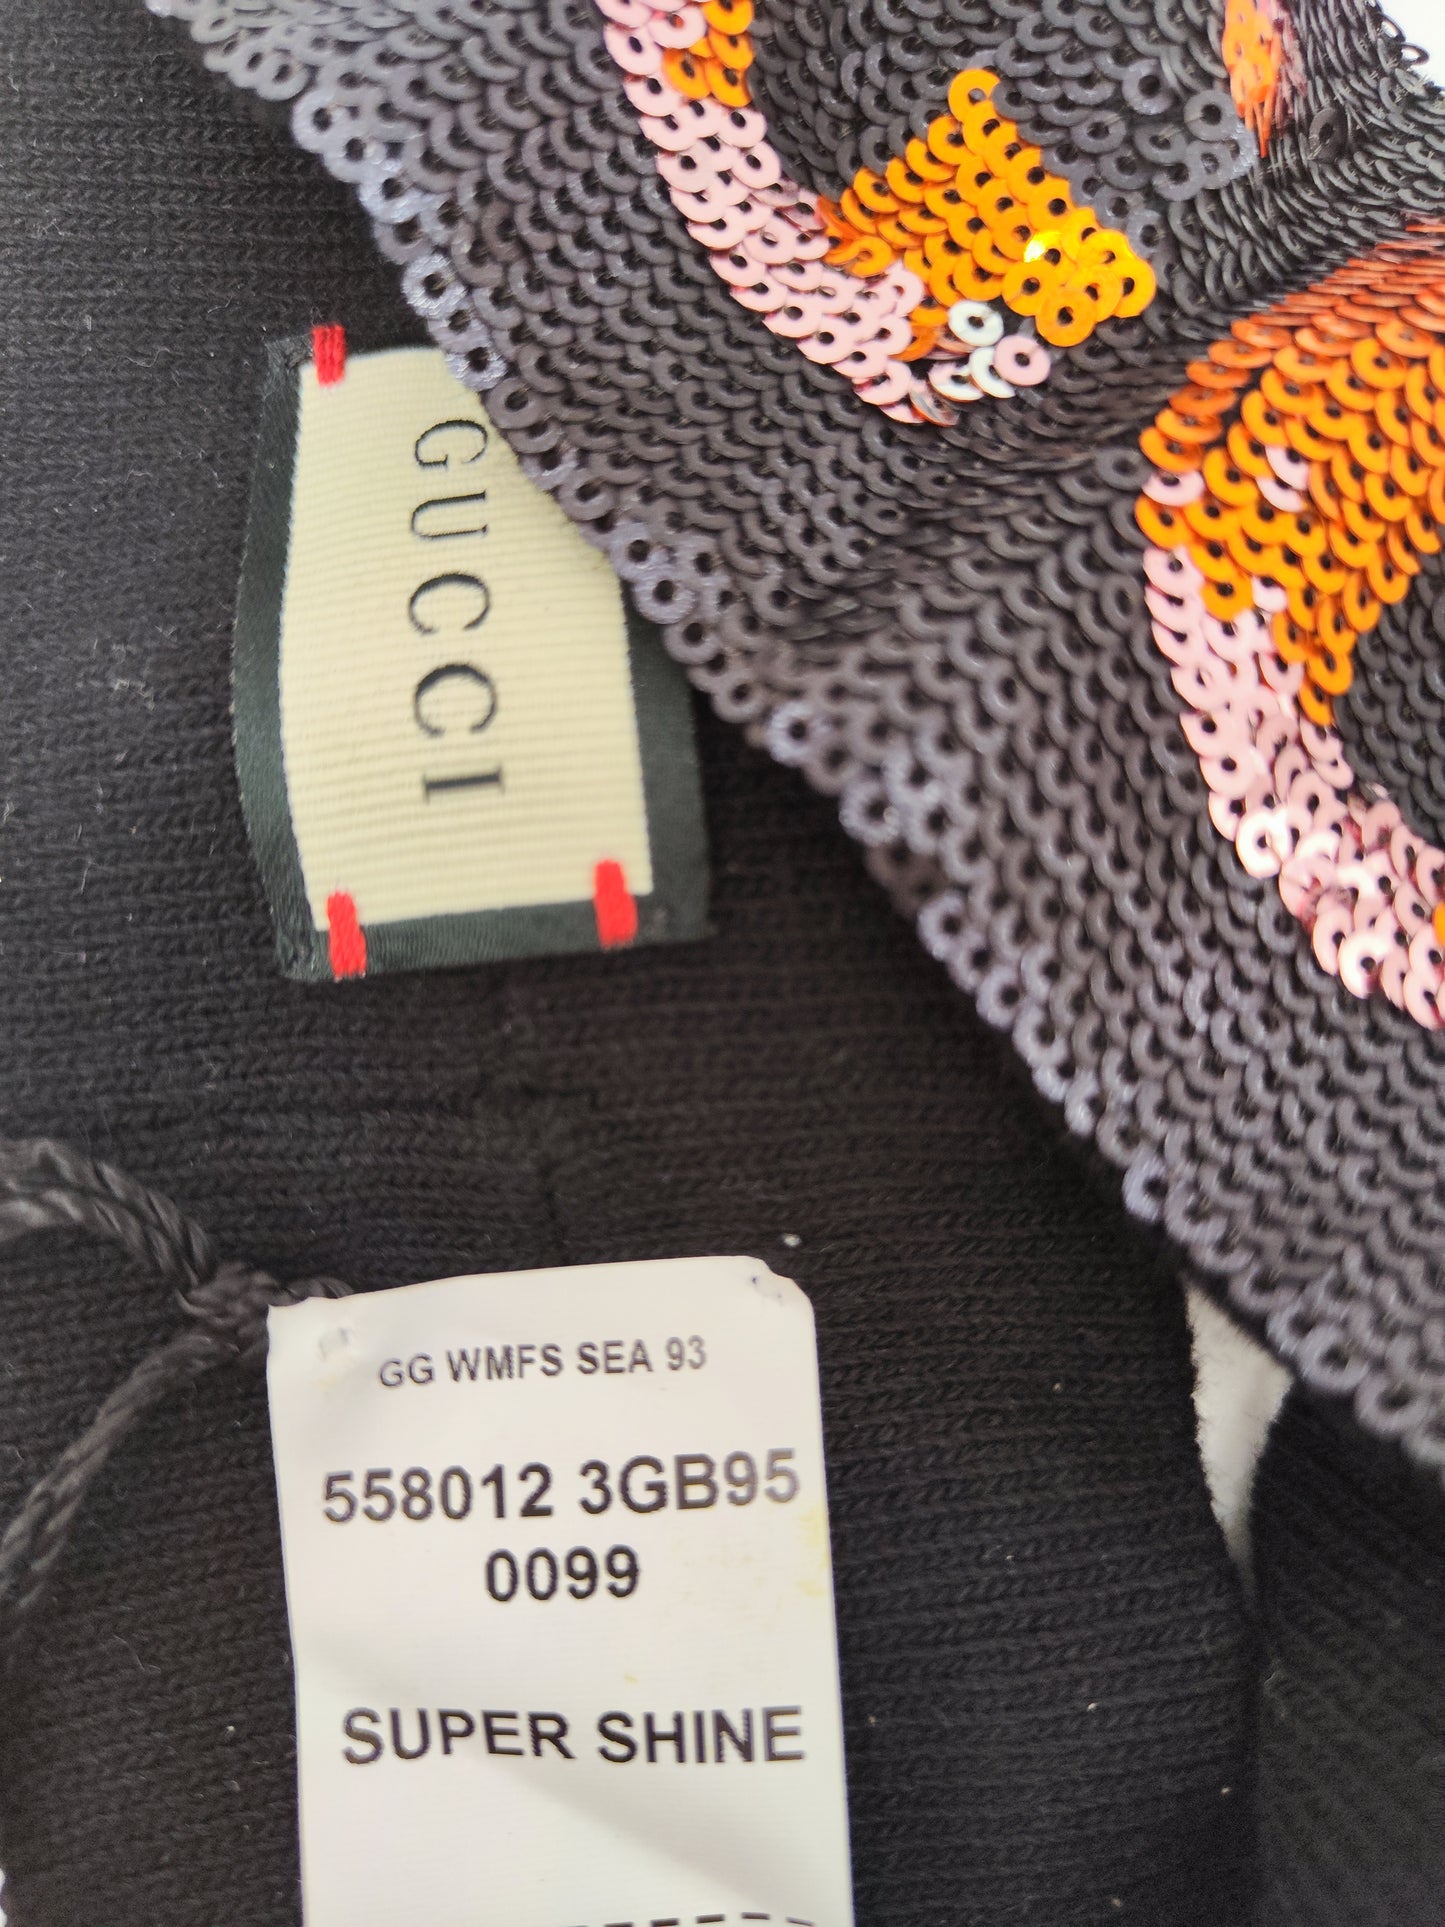 GUCCI
GG WMFS SEA 93
558012 3GB95
0099
SUPER SHINE